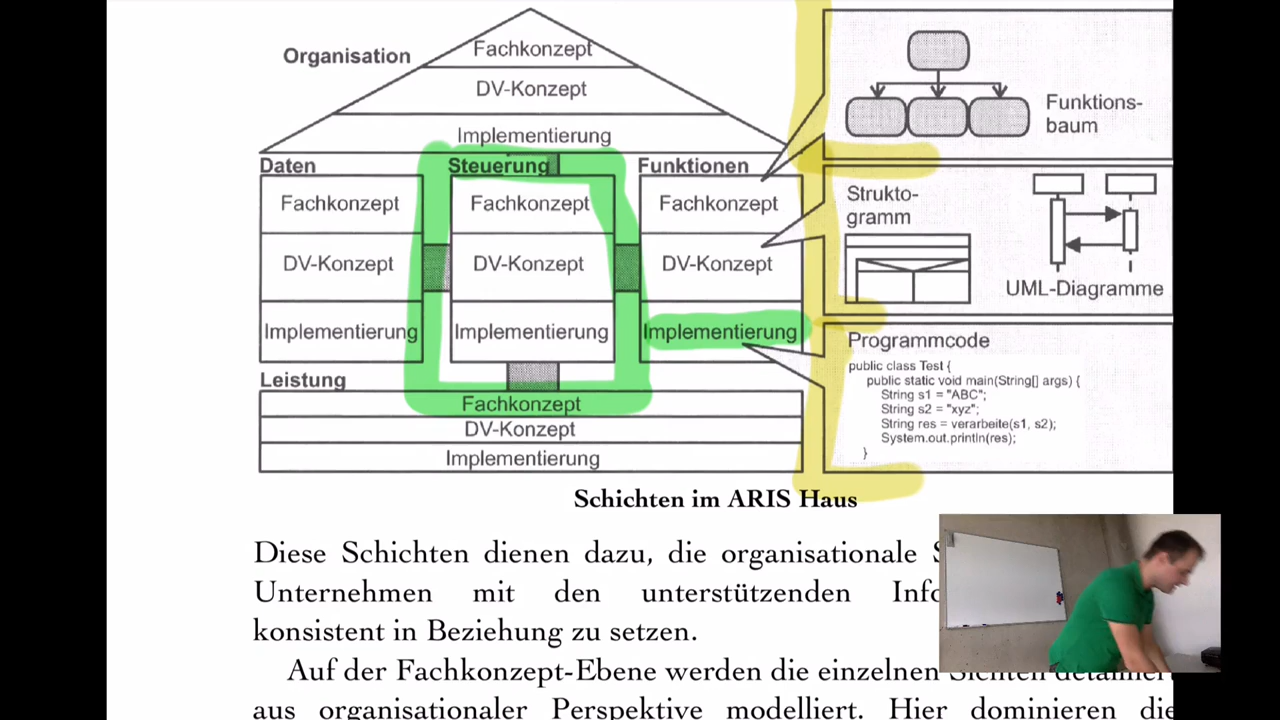 Organisation
Fachkonzept
DV-Konzept
Implementierung
Daten
Steuerung
Funktionen
Fachkonzept
Fachkonzept
Fachkonzept
DV-Konzept
DV-Konzept
DV-Konzept
Implementierung
Implementierung
Implementierung
Leistung
Fachkonzept
DV-Konzept
Implementierung
Funktions-
baum
Strukto-
gramm
UML-Diagramme
Programmcode
public class Test {
public static void main(String[] args) {
String s1 = "ABC";
String s2 = "xyz";
String res = verarbeite(s1, s2);
System.out.println(res);
}
Schichten im ARIS Haus
Diese Schichten dienen dazu, die organisationale
Unternehmen mit den unterstützenden
konsistent in Beziehung zu setzen.
Auf der Fachkonzept-Ebene werden die einzelnen Sichten
aus organisationaler Perspektive modelliert. Hier dominieren die